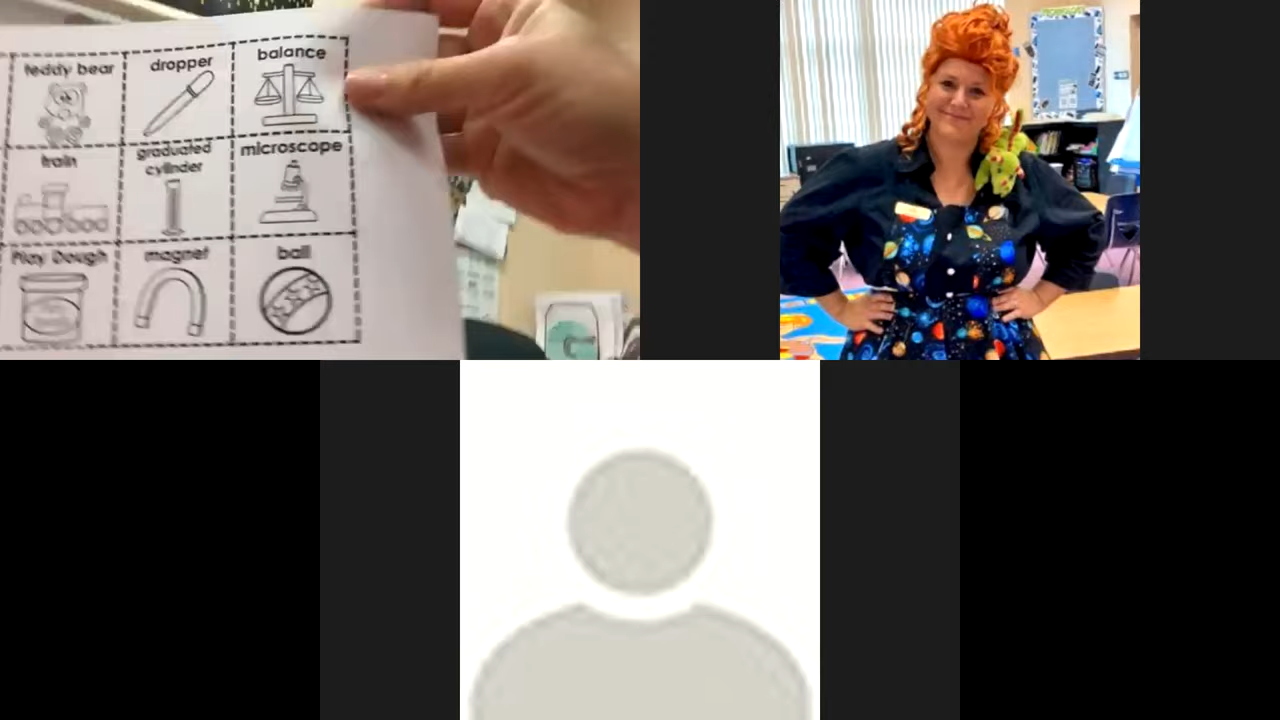 teddy bear
dropper
balance
train
graduated
cylinder
microscope
Play Dough
magnet
ball
G